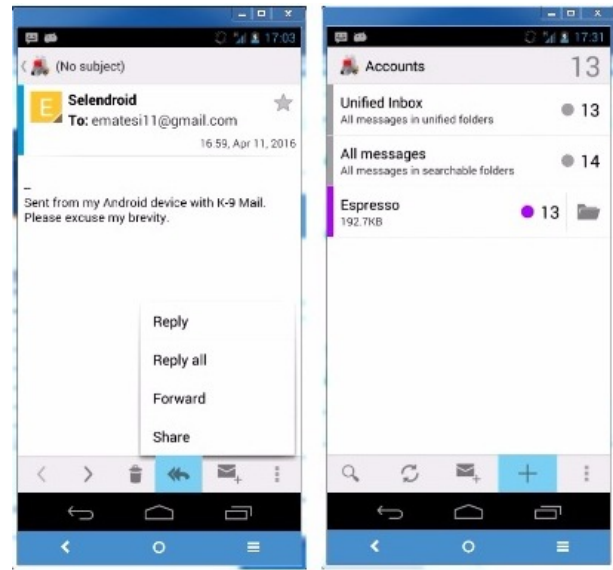 17:03
(No subject)
E
Selendroid
To: ematesi11@gmail.com
16:59, Apr 11, 2016
–
Sent from my Android device with K-9 Mail.
Please excuse my brevity.
Reply
Reply all
Forward
Share
17:31
Accounts
13
Unified Inbox
All messages in unified folders
13
All messages
All messages in searchable folders
14
Espresso
192.7KB
13